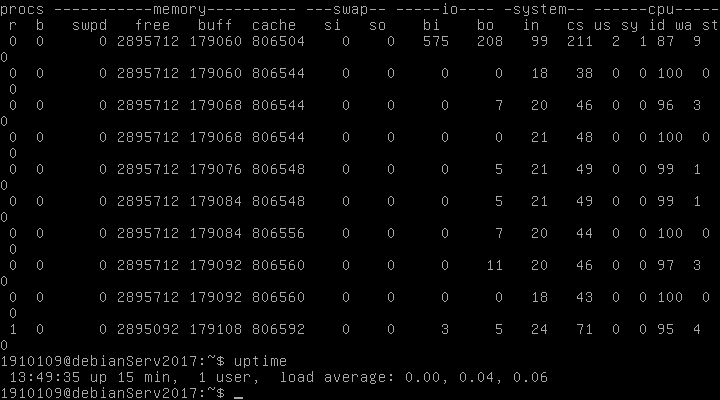 procs -----------memory---------- ---swap-- -----io---- -system-- ------cpu-----
 r  b   swpd   free   buff  cache   si   so    bi    bo   in   cs us sy id wa st
 0  0      0 2895712 179060 806504    0    0   575   208   99  211  2  1 87  9
0
 0  0      0 2895712 179060 806544    0    0     0     0   18   38  0  0 100  0
 0
 0  0      0 2895712 179068 806544    0    0     0     7   20   46  0  0 96  3
0
 0  0      0 2895712 179068 806544    0    0     0     0   21   48  0  0 100  0
 0
 0  0      0 2895712 179076 806548    0    0     0     5   21   49  0  0 99  1
0
 0  0      0 2895712 179084 806548    0    0     0     5   21   49  0  0 99  1
0
 0  0      0 2895712 179084 806556    0    0     0     7   20   44  0  0 100  0
 0
 0  0      0 2895712 179092 806560    0    0     0    11   20   46  0  0 97  3
0
 0  0      0 2895712 179092 806560    0    0     0     0   18   43  0  0 100  0
 0
 1  0      0 2895092 179108 806592    0    0     3     5   24   71  0  0 95  4
0
1910109@debianServ2017:~$ uptime
 13:49:35 up 15 min,  1 user,  load average: 0.00, 0.04, 0.06
1910109@debianServ2017:~$ _